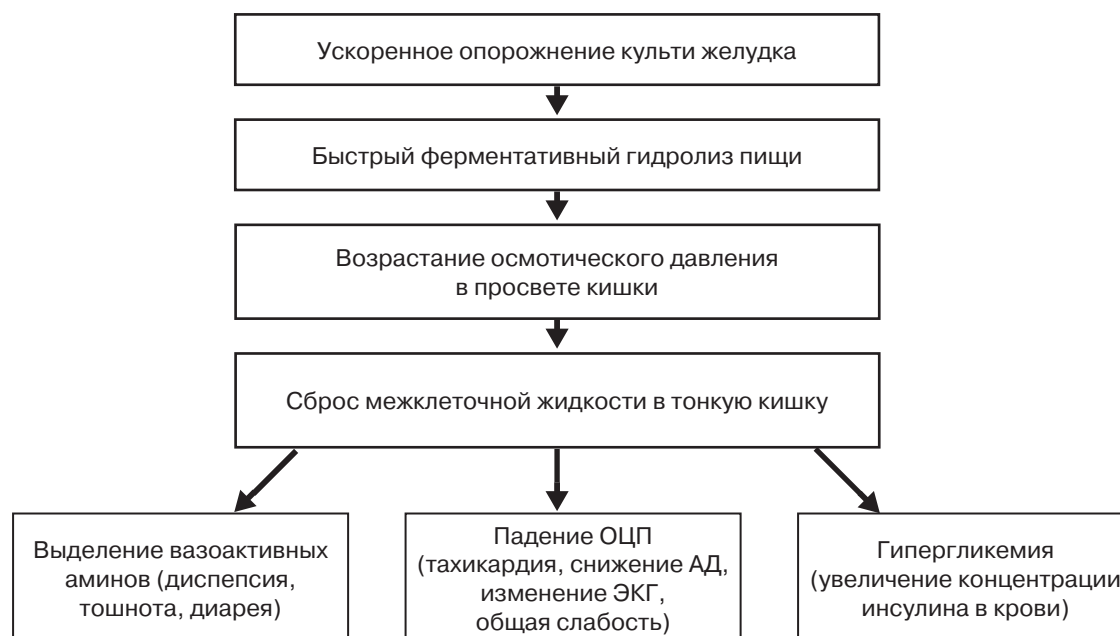 Ускоренное опорожнение культи желудка
Быстрый ферментативный гидролиз пищи
Возрастание осмотического давления
в просвете кишки
Сброс межклеточной жидкости в тонкую кишку
Выделение вазоактивных
аминов (диспепсия,
тошнота, диарея)
Падение ОЦП
(тахикардия, снижение АД,
изменение ЭКГ,
общая слабость)
Гипергликемия
(увеличение концентрации
инсулина в крови)